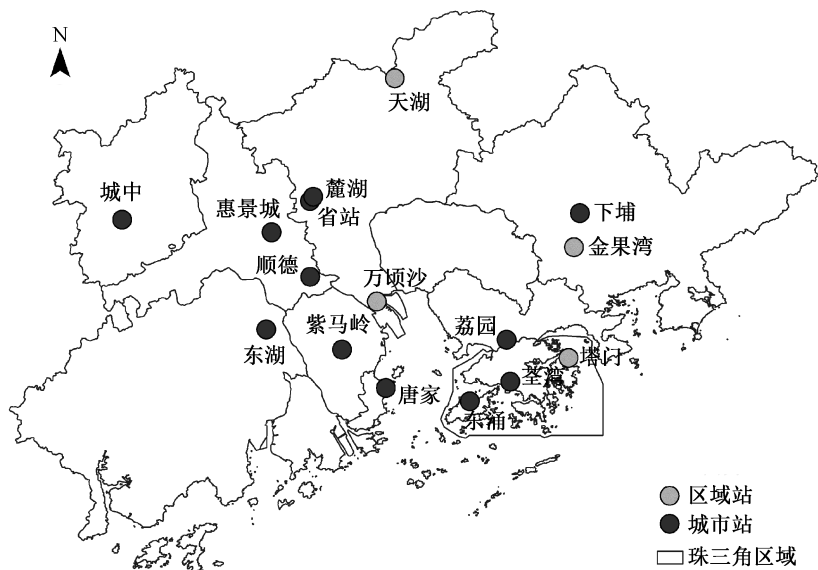 N
天湖
麓湖
城中
省站
惠景城
下埔
金果湾
顺德
万顷沙
紫马岭
荔园
东湖
塔门
荃湾
唐家
东涌
区域站
城市站
珠三角区域